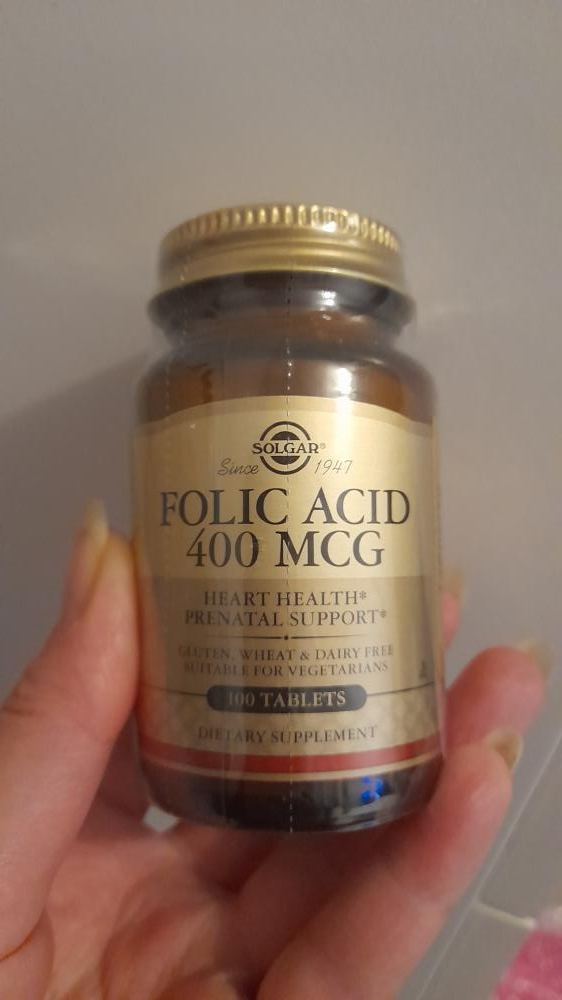 SOLGAR®
Since 1947
FOLIC ACID
400 MCG
HEART HEALTH*
PRENATAL SUPPORT*
GLUTEN, WHEAT & DAIRY FREE
SUITABLE FOR VEGETARIANS
100 TABLETS
DIETARY SUPPLEMENT